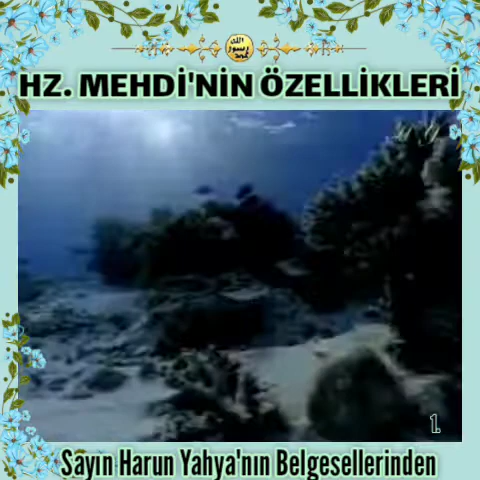 HZ. MEHDİ'NİN ÖZELLİKLERİ
1.
Sayın Harun Yahya'nın Belgesellerinden